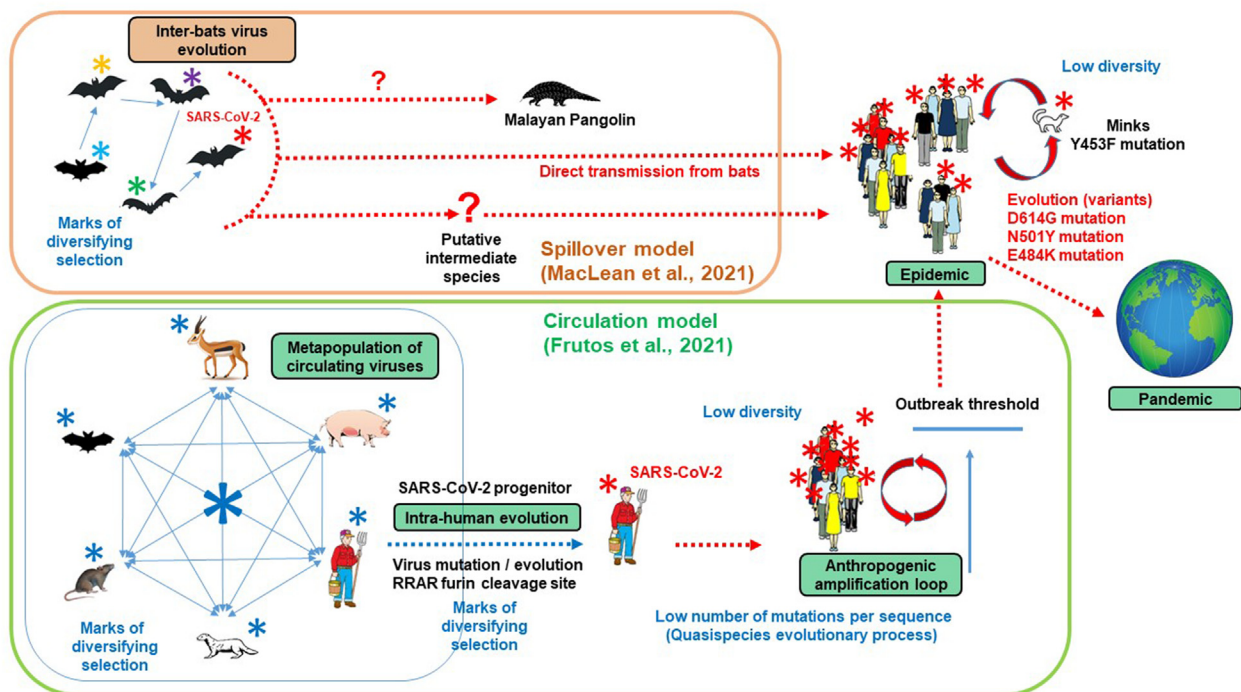 Inter-bats virus
evolution
?
SARS-CoV-2
Malayan Pangolin
Direct transmission from bats
Marks of
diversifying
selection
?
Putative
intermediate
species
Spillover model
(MacLean et al., 2021)
Low diversity
Minks
Y453F mutation
Evolution (variants)
D614G mutation
N501Y mutation
E484K mutation
Epidemic
Pandemic
Circulation model
(Frutos et al., 2021)
Metapopulation of
circulating viruses
SARS-CoV-2 progenitor
Intra-human evolution
Virus mutation / evolution
RRAR furin cleavage site
Marks of
diversifying
selection
Marks of
diversifying
selection
SARS-CoV-2
Low diversity
Outbreak threshold
Anthropogenic
amplification loop
Low number of mutations per sequence
(Quasispecies evolutionary process)